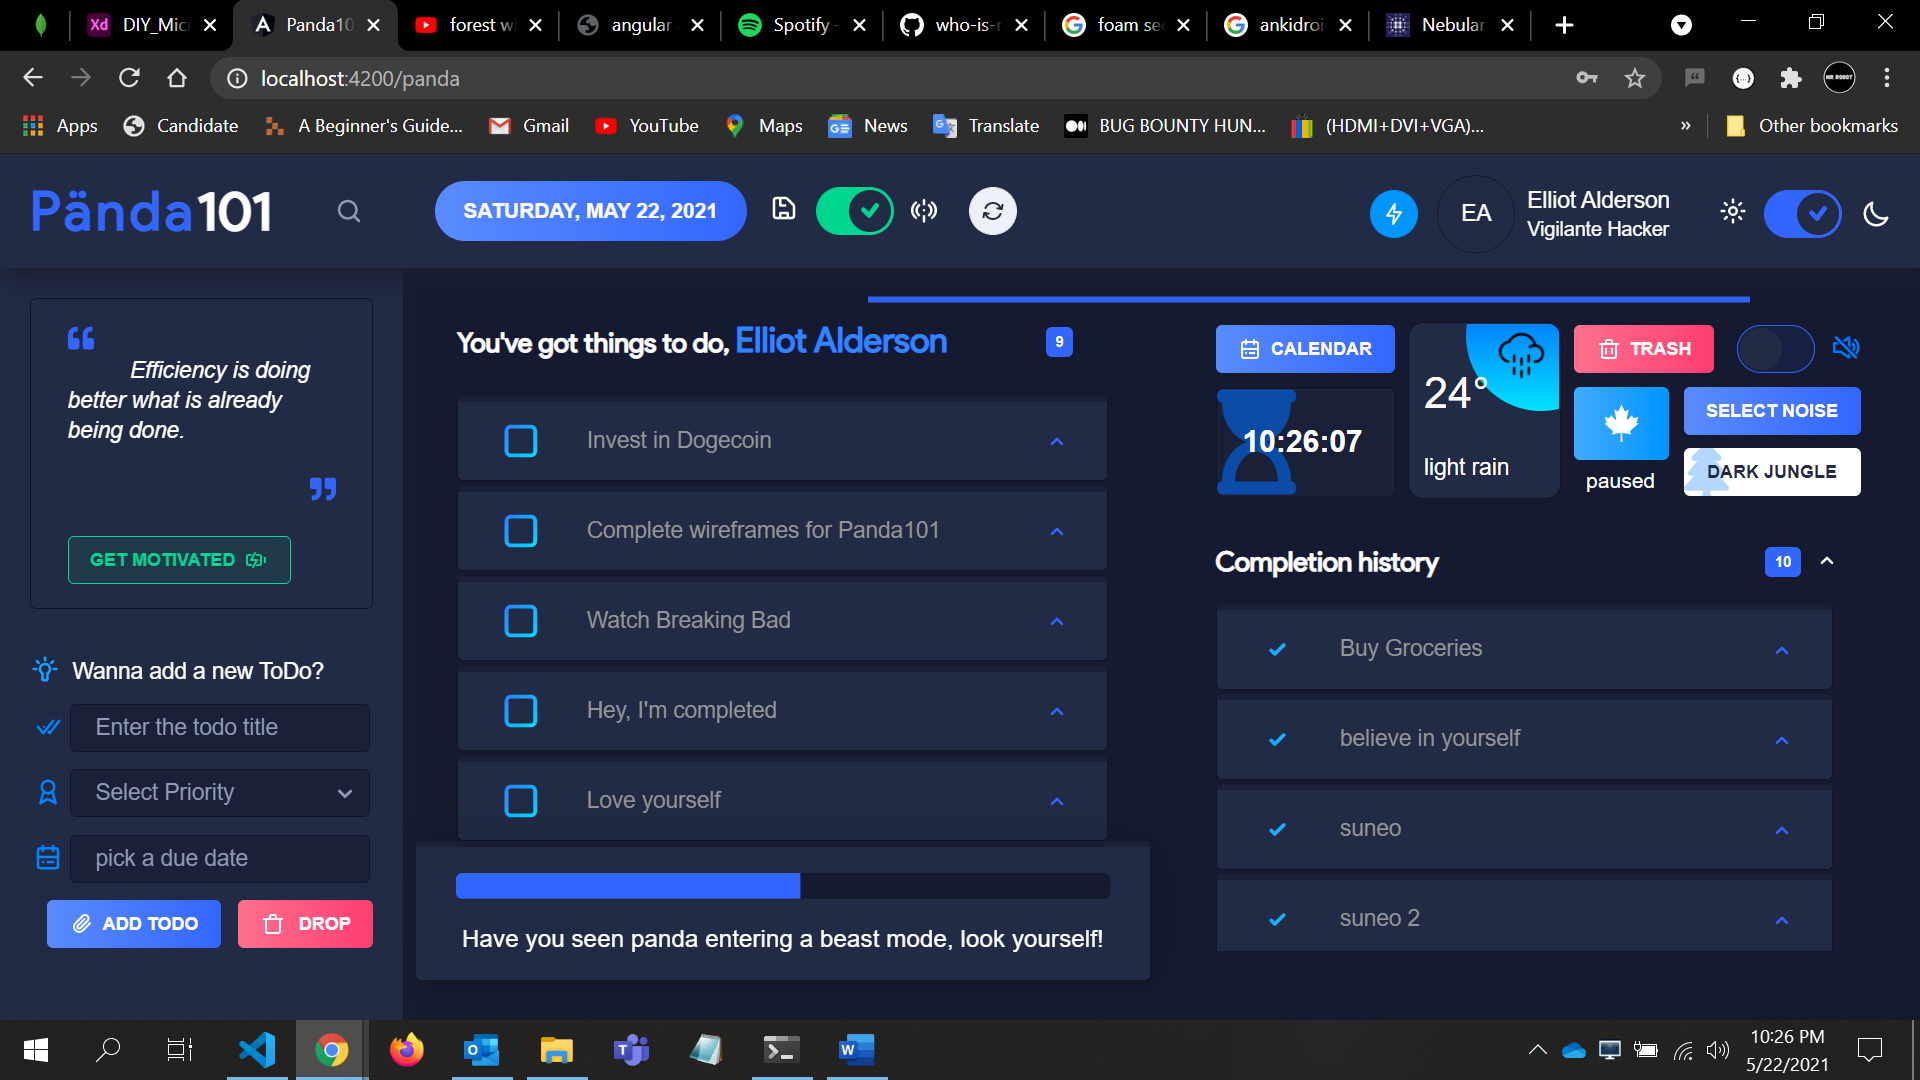 DIY_Mic
Panda10
forest w
angular
Spotify -
who-is-r
foam se
ankidroi
Nebular
localhost:4200/panda
Apps
Candidate
A Beginner's Guide...
Gmail
YouTube
Maps
News
Translate
BUG BOUNTY HUN...
(HDMI+DVI+VGA)...
»
Other bookmarks
Pända101
SATURDAY, MAY 22, 2021
EA
Elliot Alderson
Vigilante Hacker
Efficiency is doing
better what is already
being done.
GET MOTIVATED
Wanna add a new ToDo?
Enter the todo title
Select Priority
pick a due date
ADD TODO
DROP
You've got things to do, Elliot Alderson
9
Invest in Dogecoin
Complete wireframes for Panda101
Watch Breaking Bad
Hey, I'm completed
Love yourself
Have you seen panda entering a beast mode, look yourself!
CALENDAR
10:26:07
24°
light rain
TRASH
paused
SELECT NOISE
DARK JUNGLE
Completion history
10
Buy Groceries
believe in yourself
suneo
suneo 2
10:26 PM
5/22/2021